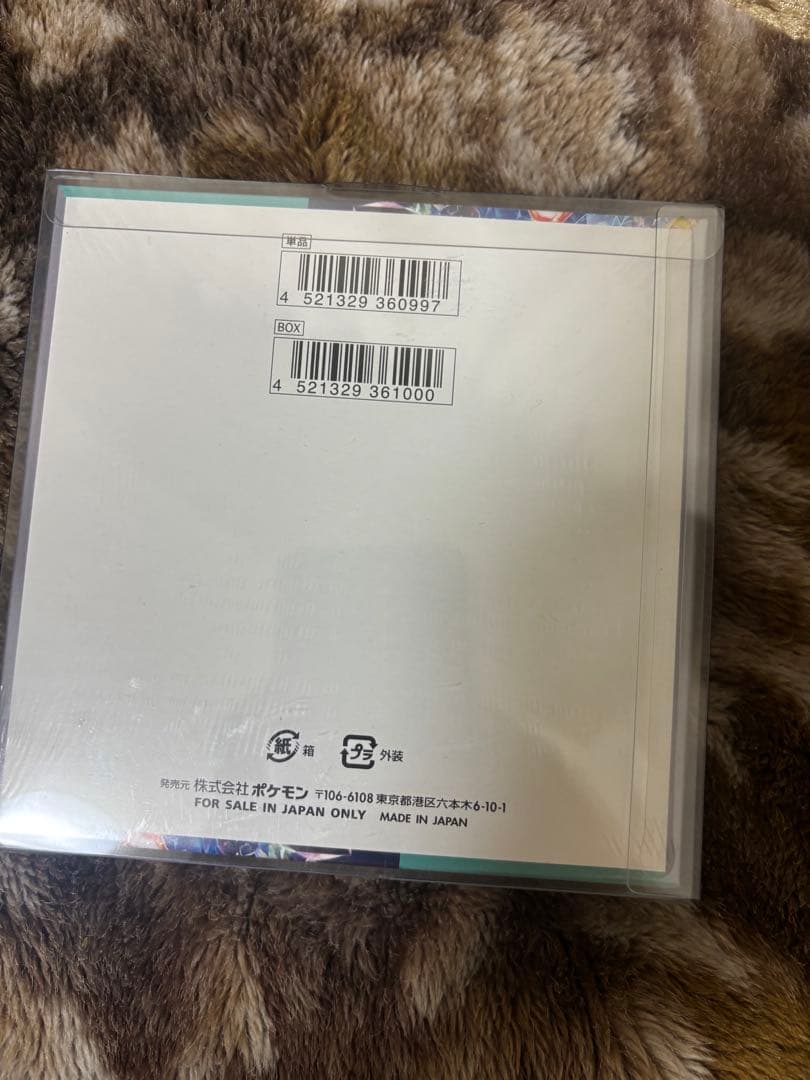 単品
4 521329 360997
BOX
4 521329 361000
紙 箱 プラ 外装
発売元 株式会社 ポケモン 〒106-6108 東京都港区六本木6-10-1
FOR SALE IN JAPAN ONLY MADE IN JAPAN